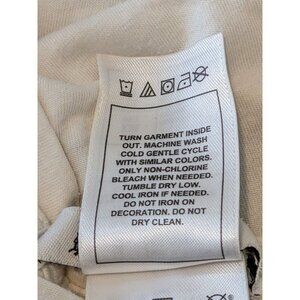 TURN GARMENT INSIDE
OUT. MACHINE WASH
COLD GENTLE CYCLE
WITH SIMILAR COLORS.
ONLY NON-CHLORINE
BLEACH WHEN NEEDED.
TUMBLE DRY LOW.
COOL IRON IF NEEDED.
DO NOT IRON ON
DECORATION. DO NOT
DRY CLEAN.